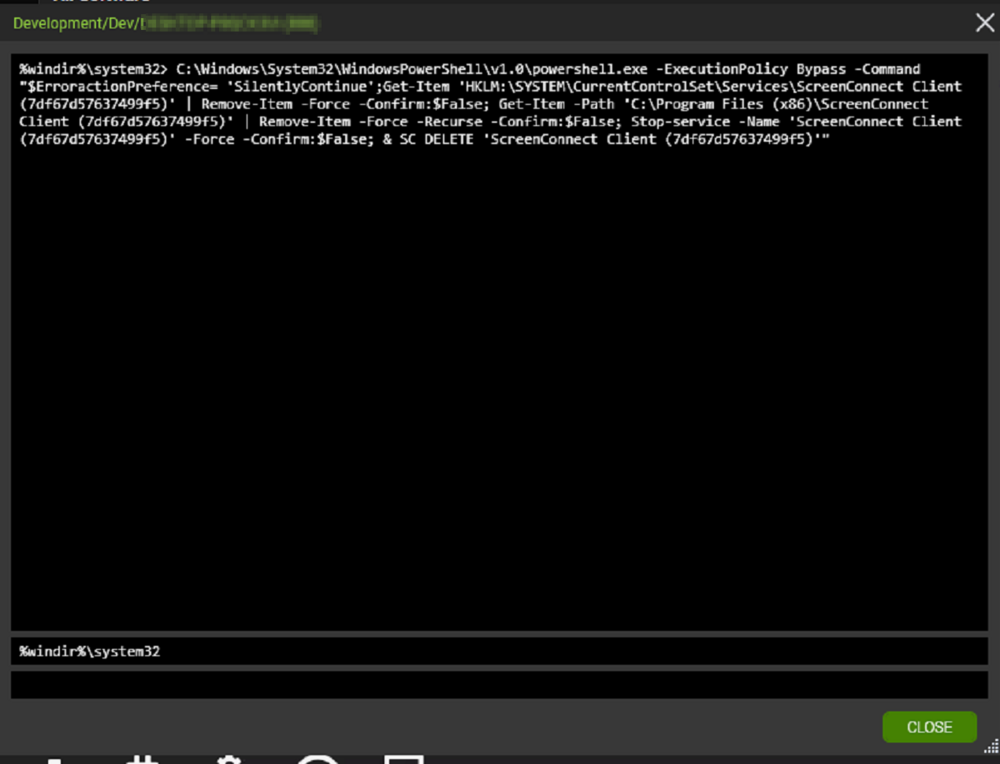 Development/Dev/
%windir%\system32> C:\Windows\System32\WindowsPowerShell\v1.0\powershell.exe -ExecutionPolicy Bypass -Command
"$ErroractionPreference= 'SilentlyContinue';Get-Item 'HKLM:\SYSTEM\CurrentControlSet\Services\ScreenConnect Client
(7df67d57637499f5)' | Remove-Item -Force -Confirm:$False; Get-Item -Path 'C:\Program Files (x86)\ScreenConnect
Client (7df67d57637499f5)' | Remove-Item -Force -Recurse -Confirm:$False; Stop-service -Name 'ScreenConnect Client
(7df67d57637499f5)' -Force -Confirm:$False; & SC DELETE 'ScreenConnect Client (7df67d57637499f5)'"
%windir%\system32
CLOSE